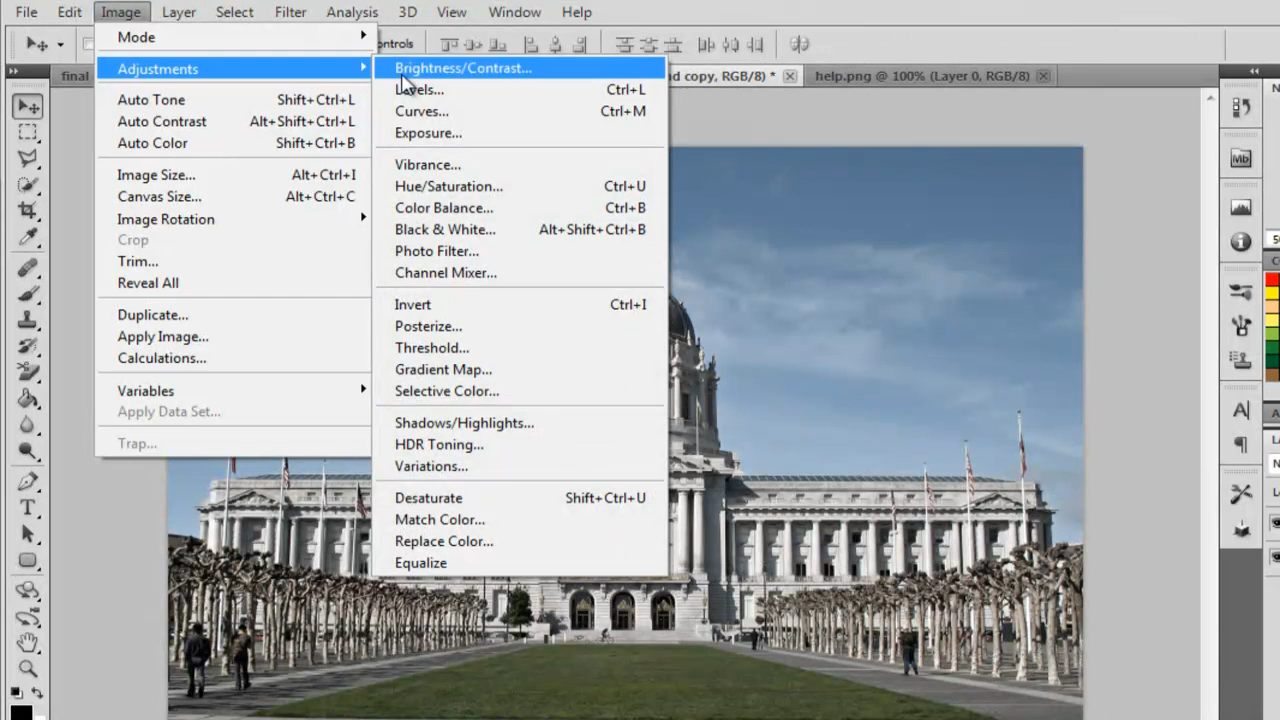 File Edit Image Layer Select Filter Analysis 3D View Window Help
ontrols
final
nd copy, RGB/8) *
help.png @ 100% (Layer 0, RGB/8)
Mode
Adjustments
Auto Tone Shift+Ctrl+L
Auto Contrast Alt+Shift+Ctrl+L
Auto Color Shift+Ctrl+B
Image Size... Alt+Ctrl+I
Canvas Size... Alt+Ctrl+C
Image Rotation
Crop
Trim...
Reveal All
Duplicate...
Apply Image...
Calculations...
Variables
Apply Data Set...
Trap...
Brightness/Contrast...
Levels... Ctrl+L
Curves... Ctrl+M
Exposure...
Vibrance...
Hue/Saturation... Ctrl+U
Color Balance... Ctrl+B
Black & White... Alt+Shift+Ctrl+B
Photo Filter...
Channel Mixer...
Invert Ctrl+I
Posterize...
Threshold...
Gradient Map...
Selective Color...
Shadows/Highlights...
HDR Toning...
Variations...
Desaturate Shift+Ctrl+U
Match Color...
Replace Color...
Equalize
Mb